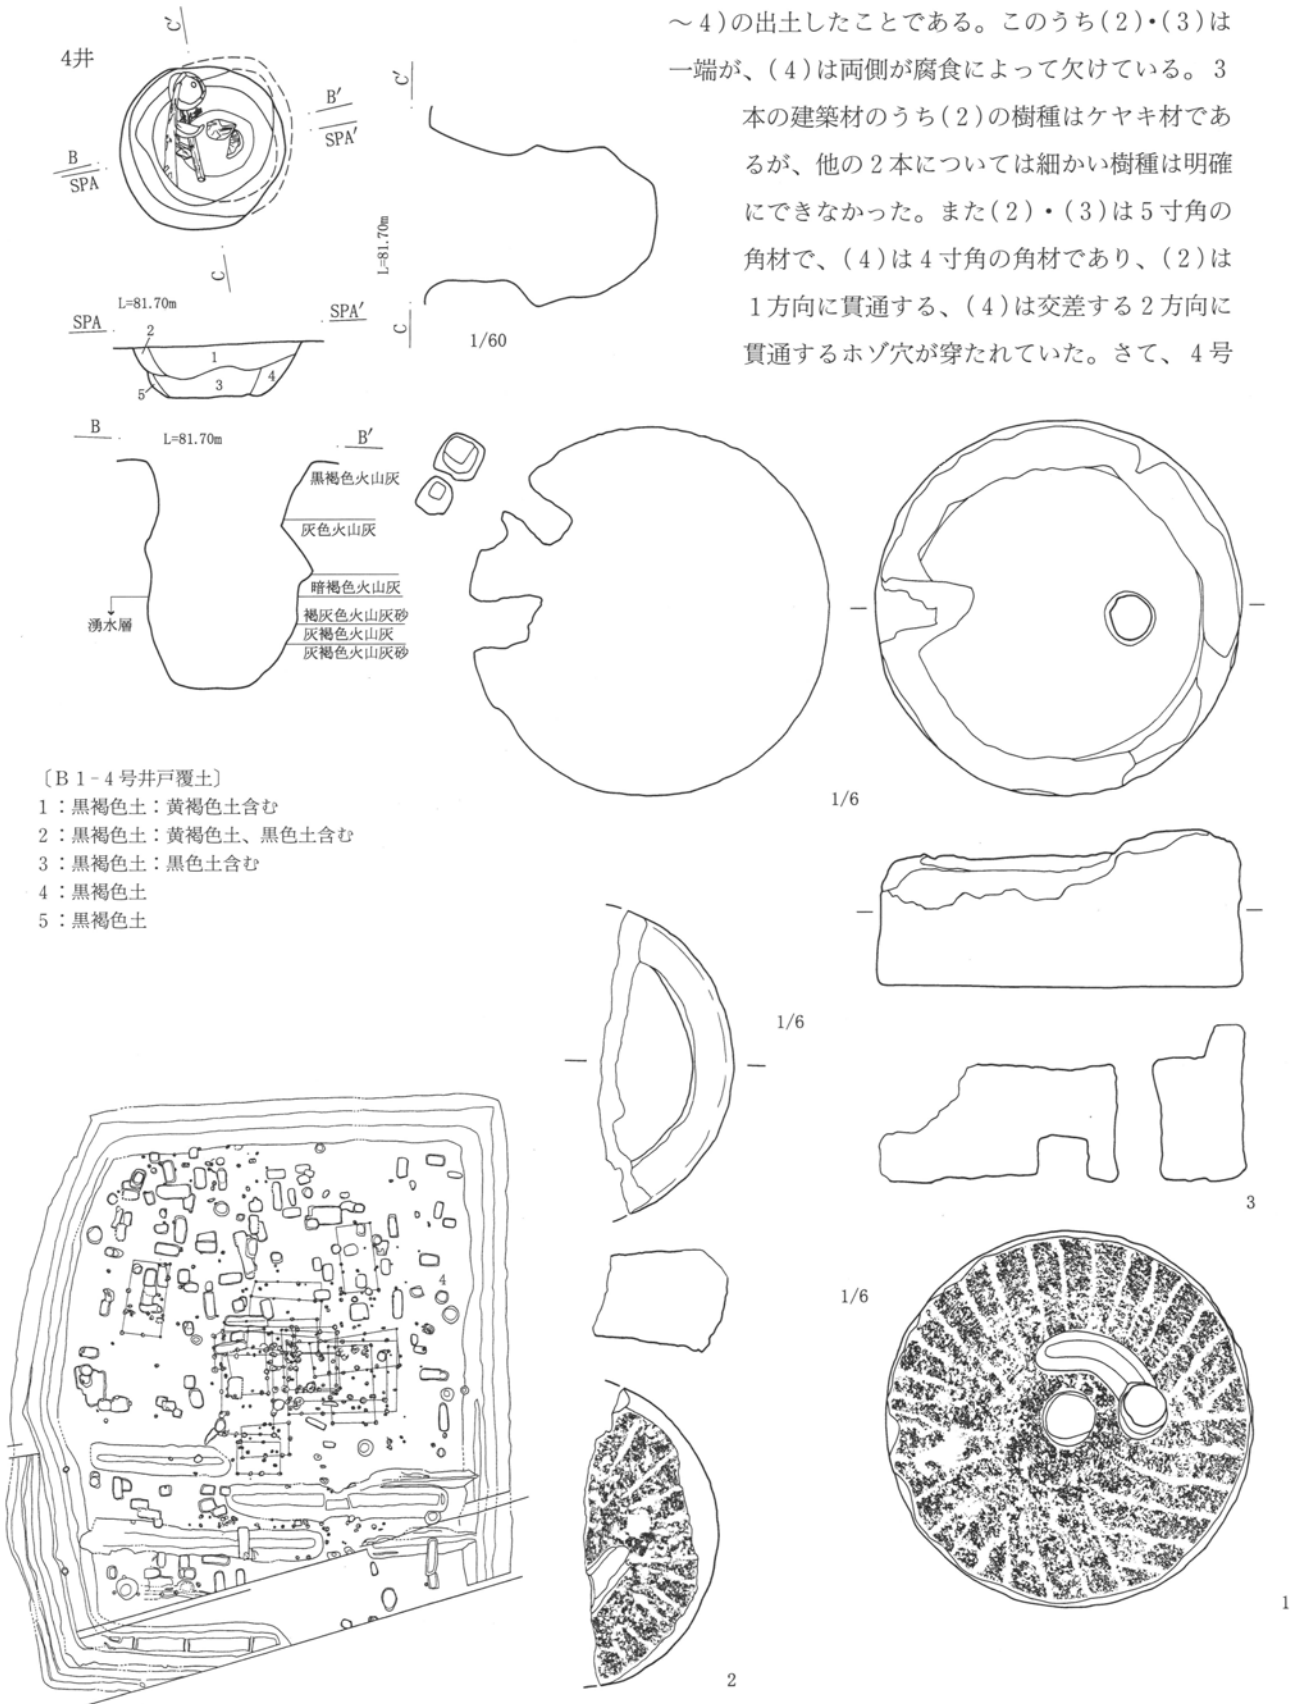 ～4)の出土したことである。このうち(2)・(3)は
一端が、(4)は両側が腐食によって欠けている。3
本の建築材のうち(2)の樹種はケヤキ材であ
るが、他の2本については細かい樹種は明確
にできなかった。また(2)・(3)は5寸角の
角材で、(4)は4寸角の角材であり、(2)は
1方向に貫通する、(4)は交差する2方向に
貫通するホゾ穴が穿たれていた。さて、4号
4井
C′
B′
SPA′
B
SPA
C
C′
L=81.70m
C
1/60
L=81.70m
SPA
SPA′
2
1
3
4
5
B
L=81.70m
B′
黒褐色火山灰
灰色火山灰
暗褐色火山灰
褐灰色火山灰砂
灰褐色火山灰
灰褐色火山灰砂
湧水層
1/6
〔B1-4号井戸覆土〕
1：黒褐色土：黄褐色土含む
2：黒褐色土：黄褐色土、黒色土含む
3：黒褐色土：黒色土含む
4：黒褐色土
5：黒褐色土
1/6
3
1/6
4
1
2